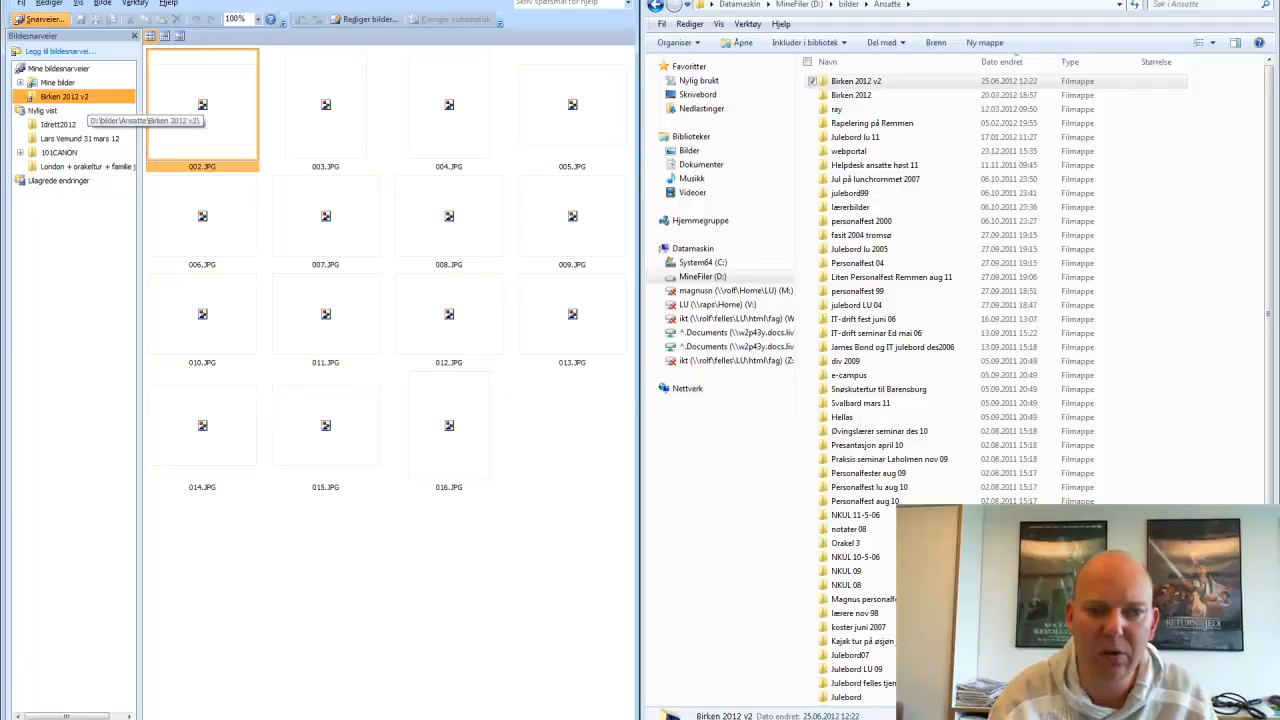 Fil Rediger Vis Bilde Verktøy Hjelp
Skriv spørsmål for hjelp
Snarveier...
100%
Rediger bilder...
Korriger automatisk
Bildesnarveier
Legg til bildesnarvei...
Mine bildesnarveier
Mine bilder
Birken 2012 v2
Nylig vist
Idrett2012
Lars Vemund 31 mars 12
101CANON
London + orakeltur + familie j
Ulagrede endringer
D:\bilder\Ansatte\Birken 2012 v2\
002.JPG
003.JPG
004.JPG
005.JPG
006.JPG
007.JPG
008.JPG
009.JPG
010.JPG
011.JPG
012.JPG
013.JPG
014.JPG
015.JPG
016.JPG
Datamaskin
MineFiler (D:)
bilder
Ansatte
Søk i Ansatte
Fil Rediger Vis Verktøy Hjelp
Organiser Åpne Inkluder i bibliotek Del med Brenn Ny mappe
Favoritter
Nylig brukt
Skrivebord
Nedlastinger
Biblioteker
Bilder
Dokumenter
Musikk
Videoer
Hjemmegruppe
Datamaskin
System64 (C:)
MineFiler (D:)
magnusn (\\rolf\Home\LU) (M:)
LU (\\raps\Home) (V:)
ikt (\\rolf\felles\LU\html\fag) (W
^.Documents (\\w2p43y.docs.liv
^.Documents (\\w2p43y.docs.liv
ikt (\\rolf\felles\LU\html\fag) (Z:
Nettverk
Navn Dato endret Type Størrelse
Birken 2012 v2 25.06.2012 12:22 Filmappe
Birken 2012 20.03.2012 18:57 Filmappe
ray 12.03.2012 09:50 Filmappe
Rapelering på Remmen 05.02.2012 19:55 Filmappe
Julebord lu 11 17.01.2012 11:27 Filmappe
webportal 23.12.2011 15:35 Filmappe
Helpdesk ansatte høst 11 11.11.2011 09:45 Filmappe
Jul på lunchrommet 2007 06.10.2011 23:50 Filmappe
julebord99 06.10.2011 23:41 Filmappe
lærerbilder 06.10.2011 23:36 Filmappe
personalfest 2000 06.10.2011 23:27 Filmappe
fasit 2004 tromsø 27.09.2011 19:15 Filmappe
Julebord lu 2005 27.09.2011 19:15 Filmappe
Personalfest 04 27.09.2011 19:15 Filmappe
Liten Personalfest Remmen aug 11 27.09.2011 19:06 Filmappe
personalfest 99 27.09.2011 18:51 Filmappe
julebord LU 04 27.09.2011 18:47 Filmappe
IT-drift fest juni 06 16.09.2011 13:07 Filmappe
IT-drift seminar Ed mai 06 13.09.2011 15:22 Filmappe
James Bond og IT julebord des2006 13.09.2011 15:18 Filmappe
div 2009 05.09.2011 20:49 Filmappe
e-campus 05.09.2011 20:49 Filmappe
Snøskutertur til Barensburg 05.09.2011 20:49 Filmappe
Svalbard mars 11 05.09.2011 20:49 Filmappe
Hellas 05.09.2011 20:49 Filmappe
Øvingslærer seminar des 10 02.08.2011 15:18 Filmappe
Presantasjon april 10 02.08.2011 15:18 Filmappe
Praksis seminar Laholmen nov 09 02.08.2011 15:18 Filmappe
Personalfester aug 09 02.08.2011 15:17 Filmappe
Personalfest lu aug 10 02.08.2011 15:17 Filmappe
Personalfest aug 10 02.08.2011 15:17 Filmappe
NKUL 11-5-06
notater 08
Orakel 3
NKUL 10-5-06
NKUL 09
NKUL 08
Magnus personalfe
lærere nov 98
koster juni 2007
Kajak tur på øsjøn
Julebord07
Julebord LU 09
Julebord felles tjen
Julebord
RETURN OF THE JEDI
Birken 2012 v2 Dato endret: 25.06.2012 12:22